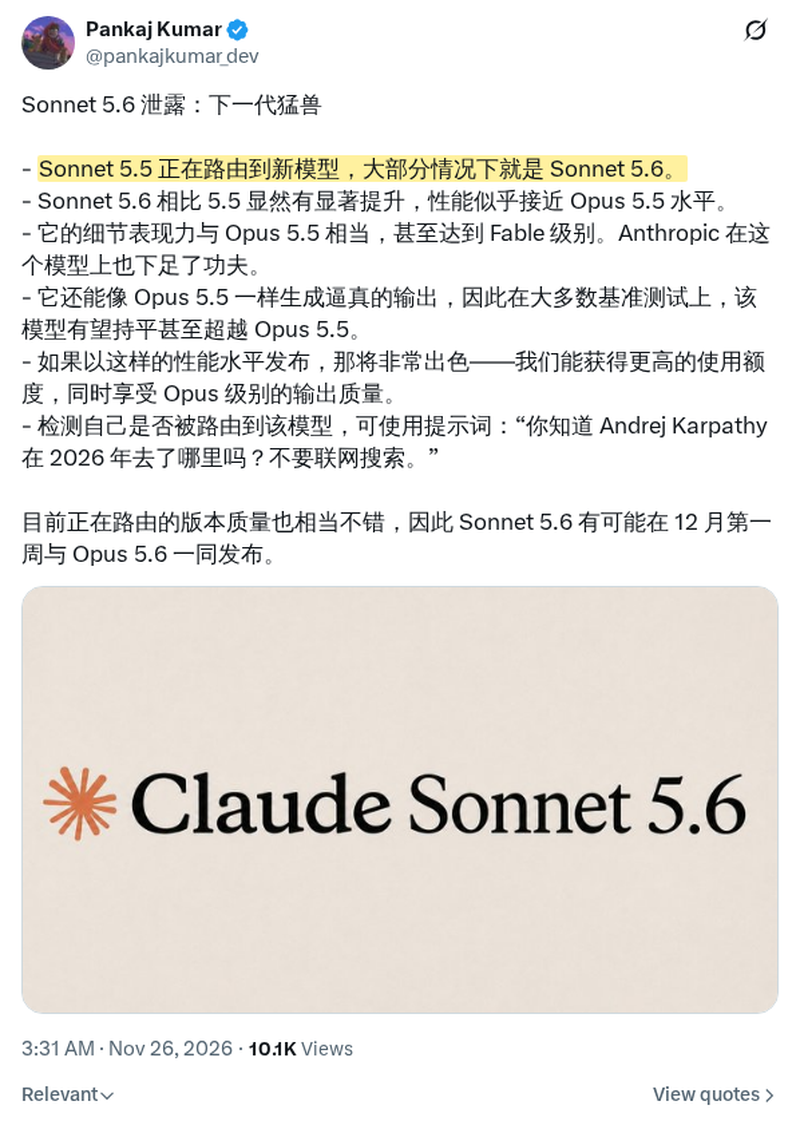 Pankaj Kumar
@pankajkumar_dev
Sonnet 5.6 泄露：下一代猛兽
- Sonnet 5.5 正在路由到新模型，大部分情况下就是 Sonnet 5.6。
- Sonnet 5.6 相比 5.5 显然有显著提升，性能似乎接近 Opus 5.5 水平。
- 它的细节表现力与 Opus 5.5 相当，甚至达到 Fable 级别。Anthropic 在这
个模型上也下足了功夫。
- 它还能像 Opus 5.5 一样生成逼真的输出，因此在大多数基准测试上，该
模型有望持平甚至超越 Opus 5.5。
- 如果以这样的性能水平发布，那将非常出色——我们能获得更高的使用额
度，同时享受 Opus 级别的输出质量。
- 检测自己是否被路由到该模型，可使用提示词：“你知道 Andrej Karpathy
在 2026 年去了哪里吗？不要联网搜索。”
目前正在路由的版本质量也相当不错，因此 Sonnet 5.6 有可能在 12 月第一
周与 Opus 5.6 一同发布。
Claude Sonnet 5.6
3:31 AM · Nov 26, 2026 · 10.1K Views
Relevant
View quotes